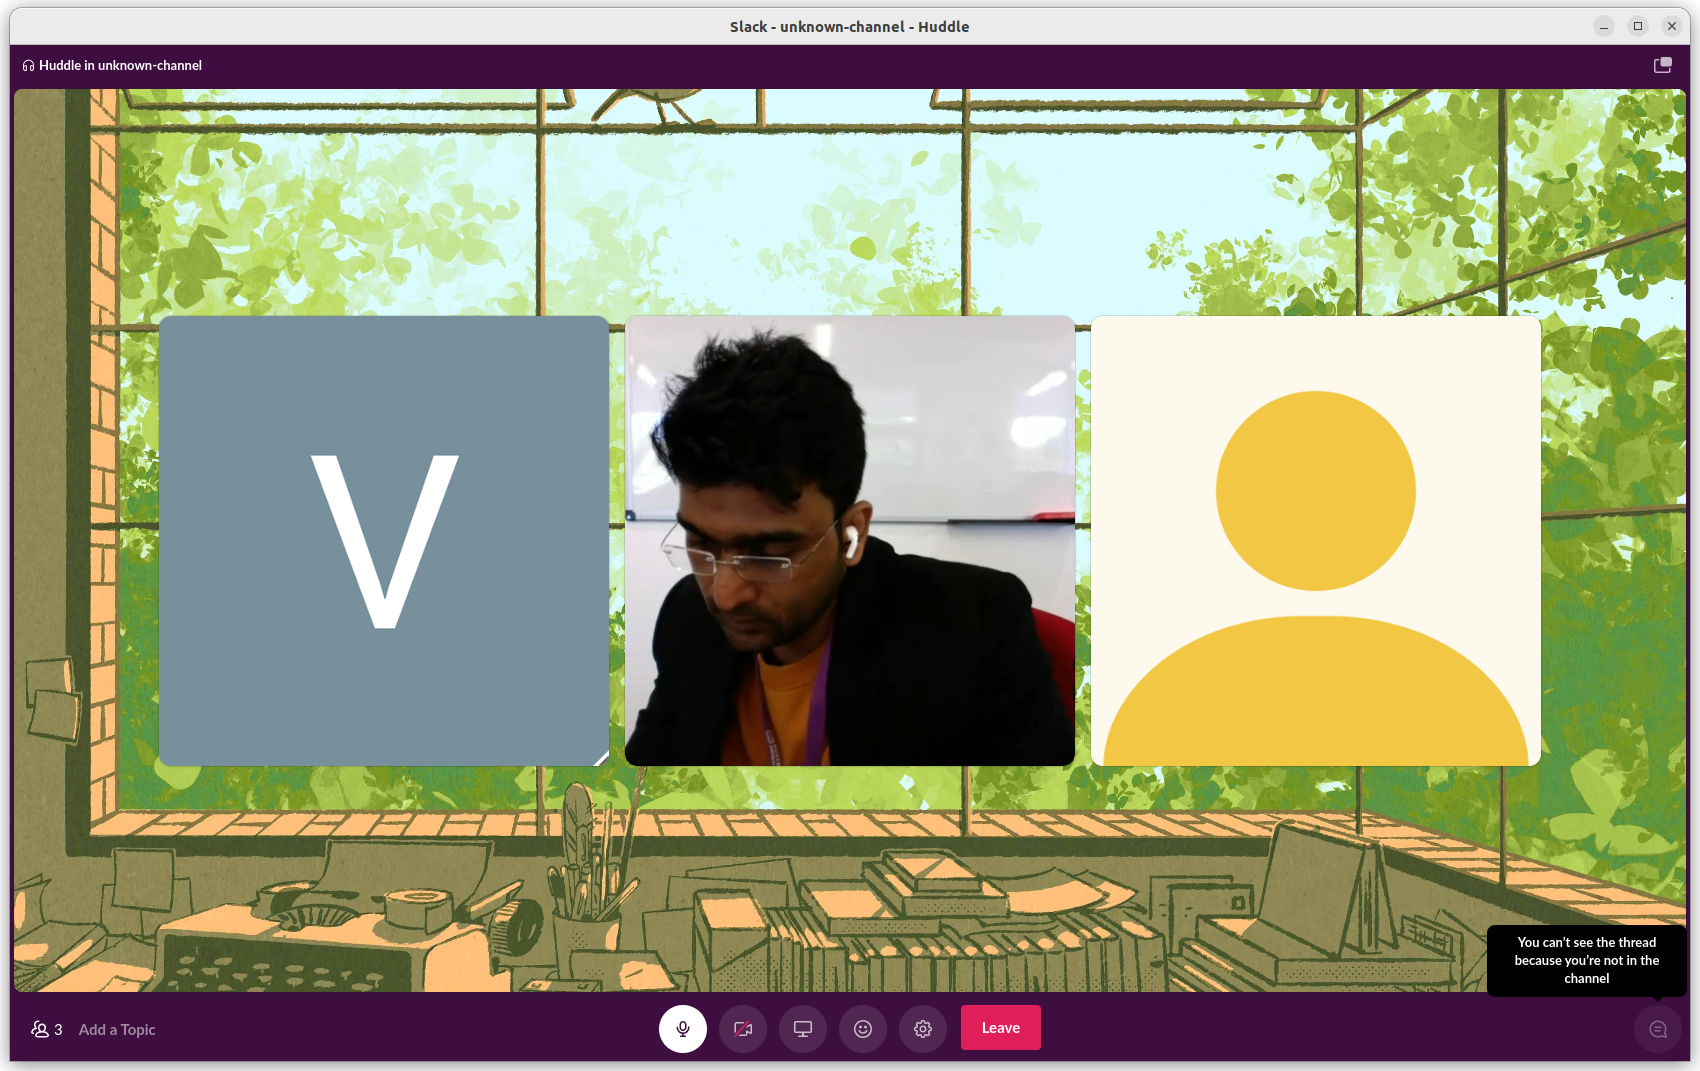 Slack - unknown-channel - Huddle
Huddle in unknown-channel
V
You can't see the thread
because you're not in the
channel
3
Add a Topic
Leave